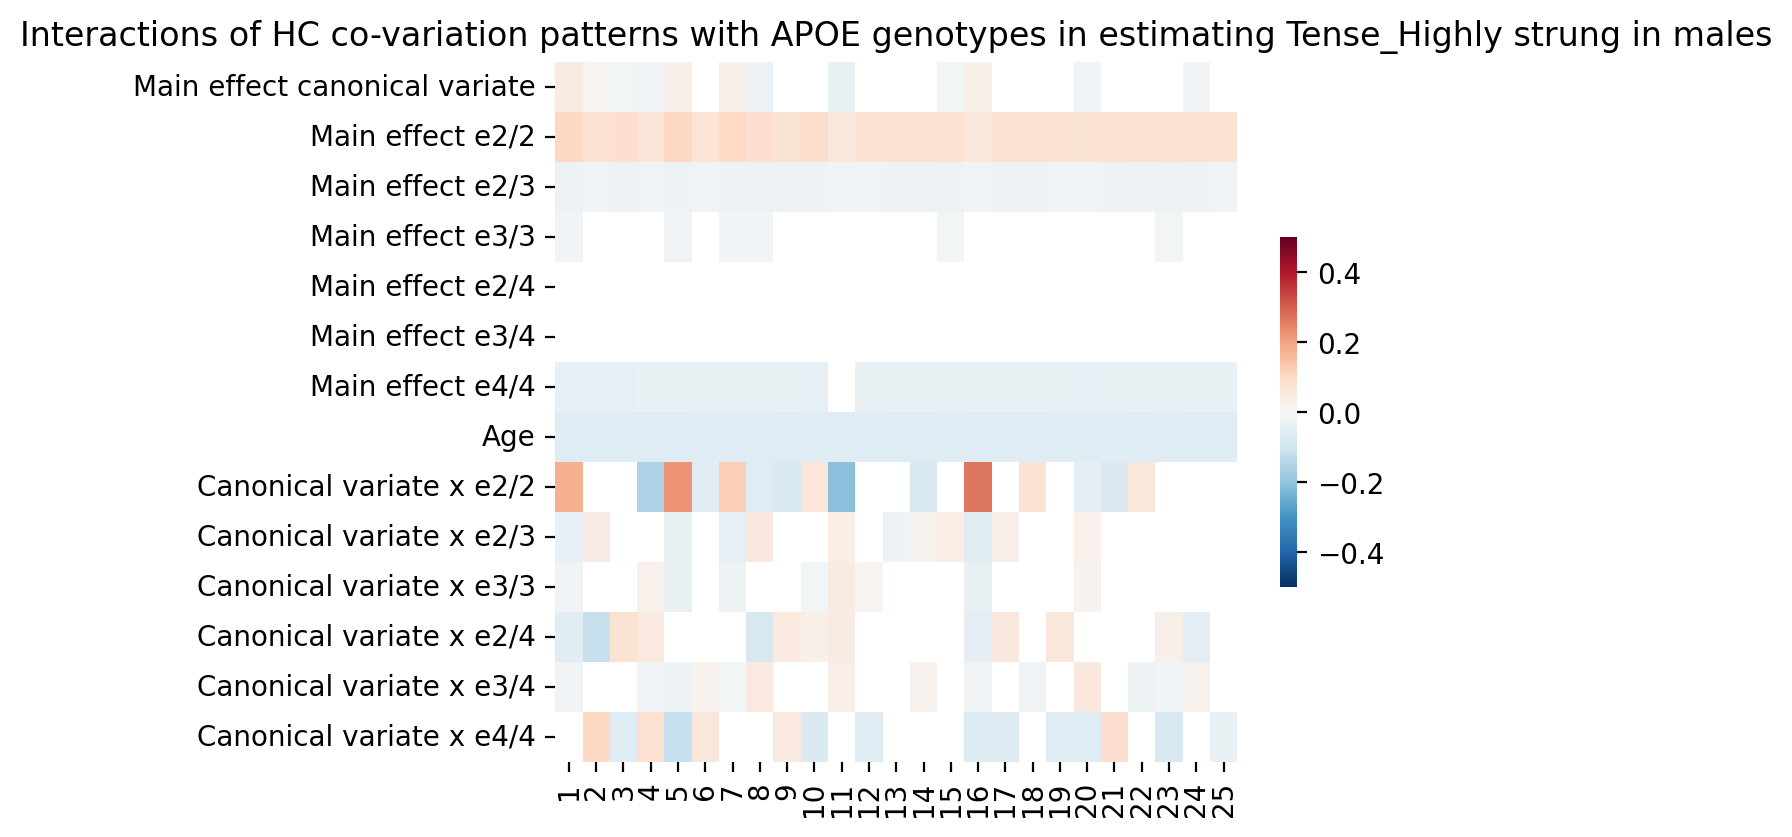 Interactions of HC co-variation patterns with APOE genotypes in estimating Tense_Highly strung in males
Main effect canonical variate
Main effect e2/2
Main effect e2/3
Main effect e3/3
Main effect e2/4
Main effect e3/4
Main effect e4/4
Age
Canonical variate x e2/2
Canonical variate x e2/3
Canonical variate x e3/3
Canonical variate x e2/4
Canonical variate x e3/4
Canonical variate x e4/4
1 2 3 4 5 6 7 8 9 10 11 12 13 14 15 16 17 18 19 20 21 22 23 24 25
0.4
0.2
0.0
−0.2
−0.4